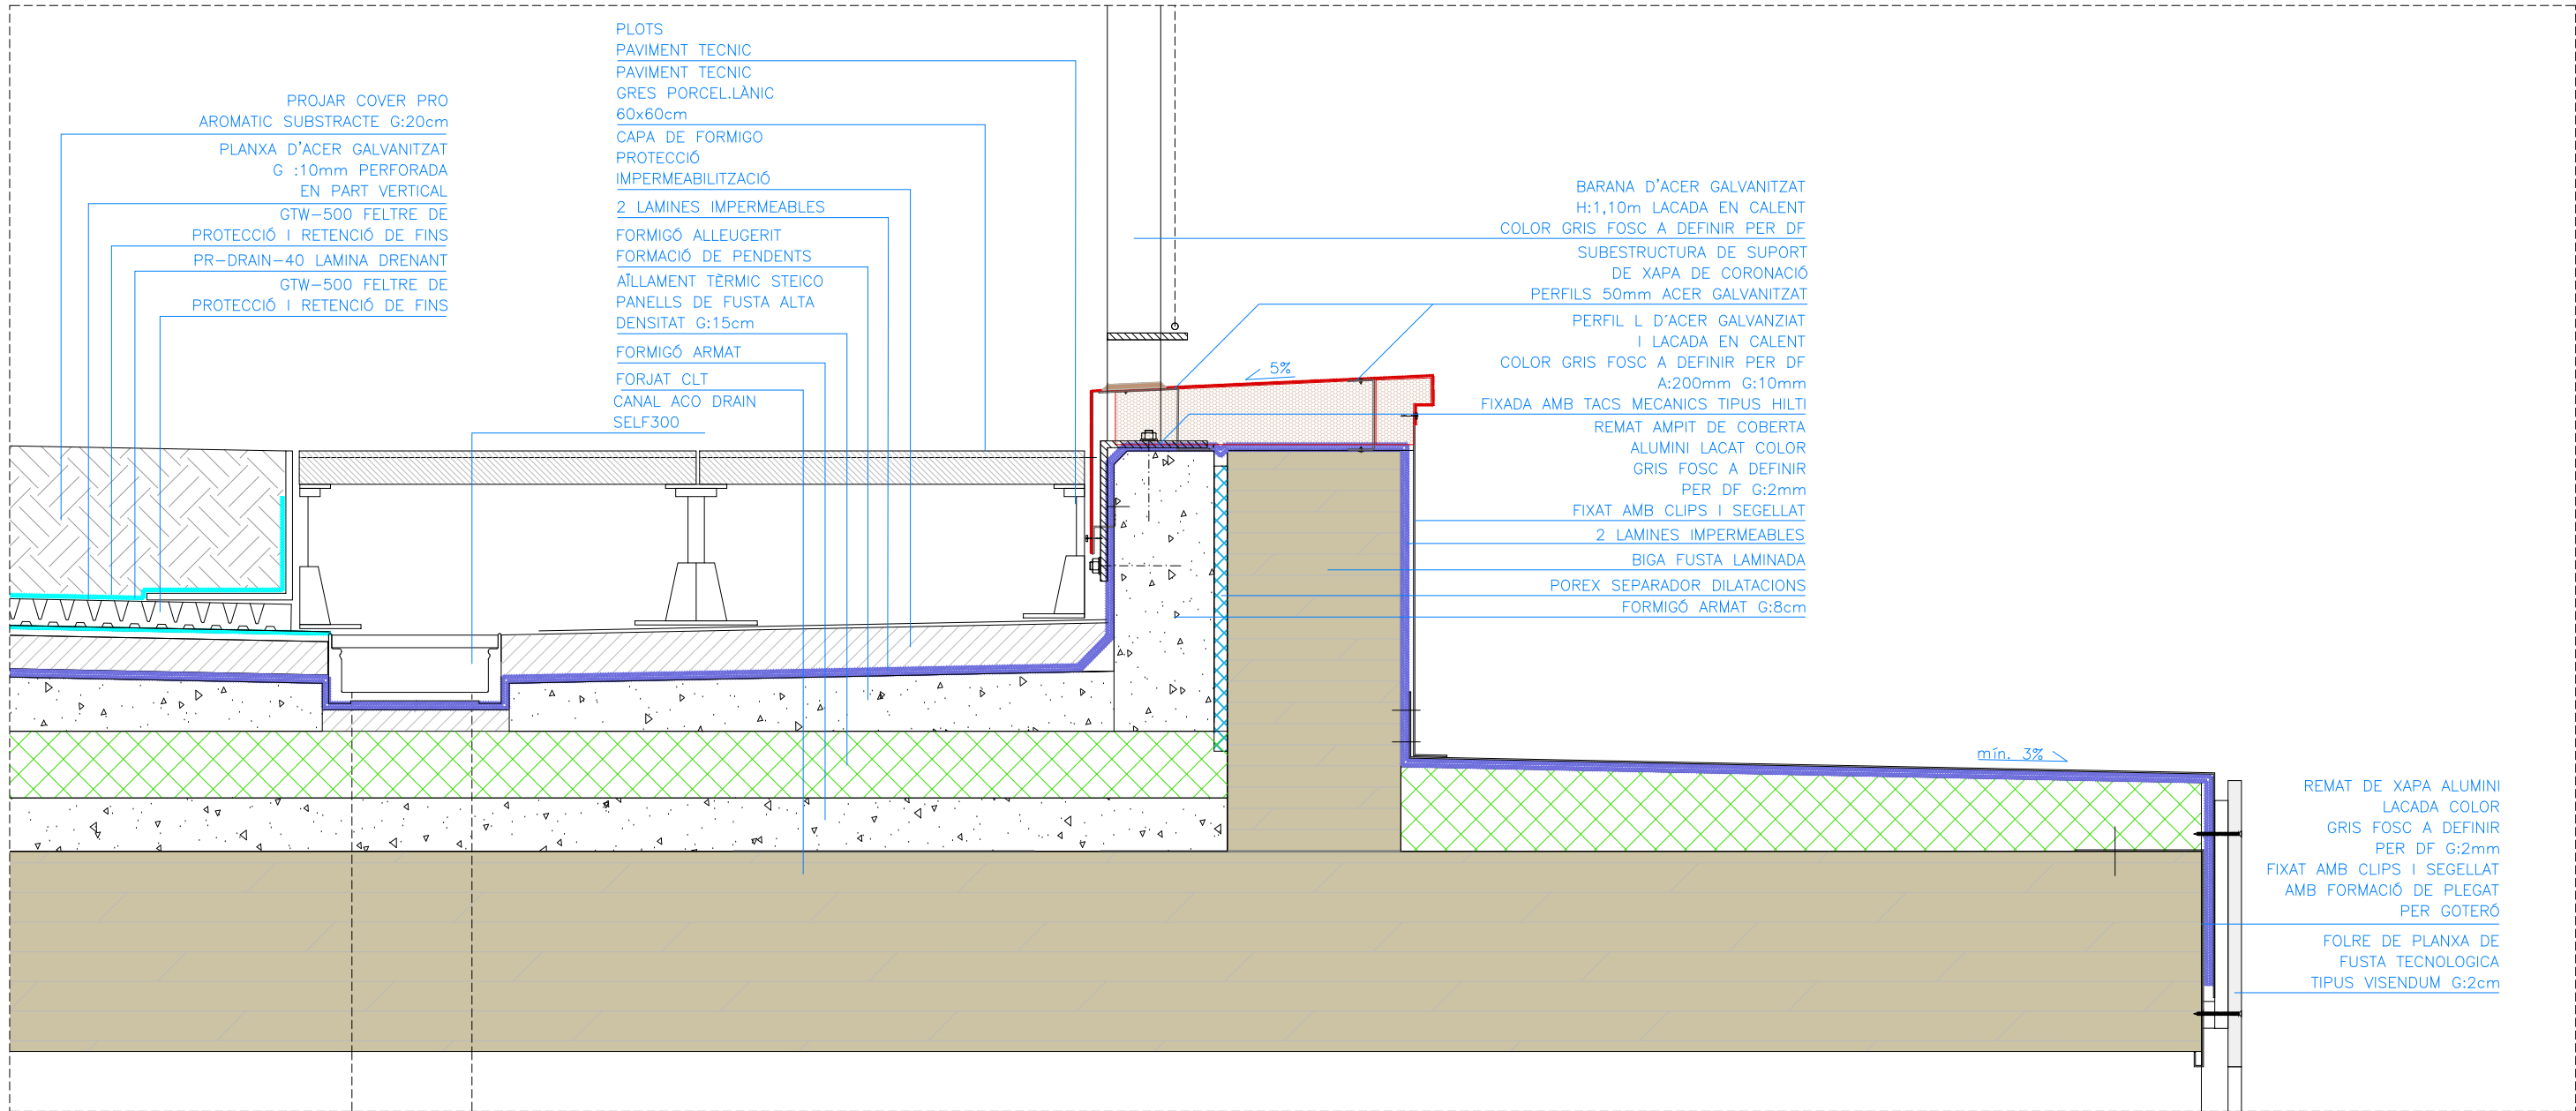 PLOTS
PAVIMENT TECNIC
PAVIMENT TECNIC
GRES PORCEL.LÀNIC
60x60cm
CAPA DE FORMIGO
PROTECCIÓ
IMPERMEABILITZACIÓ
2 LAMINES IMPERMEABLES
FORMIGÓ ALLEUGERIT
FORMACIÓ DE PENDENTS
AÏLLAMENT TÈRMIC STEICO
PANELLS DE FUSTA ALTA
DENSITAT G:15cm
FORMIGÓ ARMAT
FORJAT CLT
CANAL ACO DRAIN
SELF300
PROJAR COVER PRO
AROMATIC SUBSTRACTE G:20cm
PLANXA D'ACER GALVANITZAT
G :10mm PERFORADA
EN PART VERTICAL
GTW-500 FELTRE DE
PROTECCIÓ I RETENCIÓ DE FINS
PR-DRAIN-40 LAMINA DRENANT
GTW-500 FELTRE DE
PROTECCIÓ I RETENCIÓ DE FINS
BARANA D'ACER GALVANITZAT
H:1,10m LACADA EN CALENT
COLOR GRIS FOSC A DEFINIR PER DF
SUBESTRUCTURA DE SUPORT
DE XAPA DE CORONACIÓ
PERFILS 50mm ACER GALVANITZAT
PERFIL L D'ACER GALVANZIAT
I LACADA EN CALENT
COLOR GRIS FOSC A DEFINIR PER DF
A:200mm G:10mm
FIXADA AMB TACS MECANICS TIPUS HILTI
REMAT AMPIT DE COBERTA
ALUMINI LACAT COLOR
GRIS FOSC A DEFINIR
PER DF G:2mm
FIXAT AMB CLIPS I SEGELLAT
2 LAMINES IMPERMEABLES
BIGA FUSTA LAMINADA
POREX SEPARADOR DILATACIONS
FORMIGÓ ARMAT G:8cm
5%
mín. 3%
REMAT DE XAPA ALUMINI
LACADA COLOR
GRIS FOSC A DEFINIR
PER DF G:2mm
FIXAT AMB CLIPS I SEGELLAT
AMB FORMACIÓ DE PLEGAT
PER GOTERÓ
FOLRE DE PLANXA DE
FUSTA TECNOLOGICA
TIPUS VISENDUM G:2cm